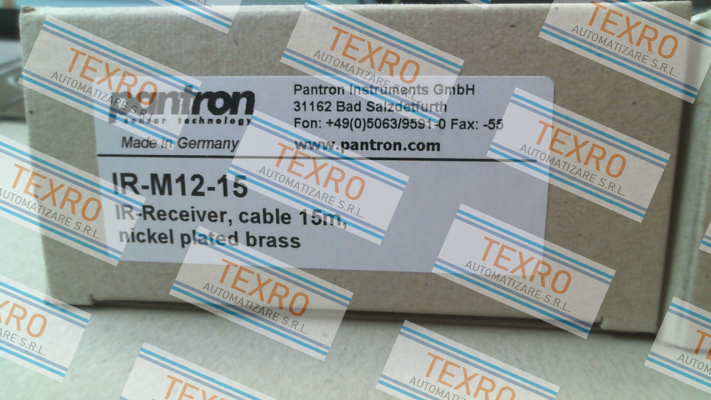 pantron
sensor technology
Made in Germany
Pantron Instruments GmbH
31162 Bad Salzdetfurth
Fon: +49(0)5063/9591-0 Fax: -55
www.pantron.com
IR-M12-15
IR-Receiver, cable 15m,
nickel plated brass
TEXRO
AUTOMATIZARE S.R.L.